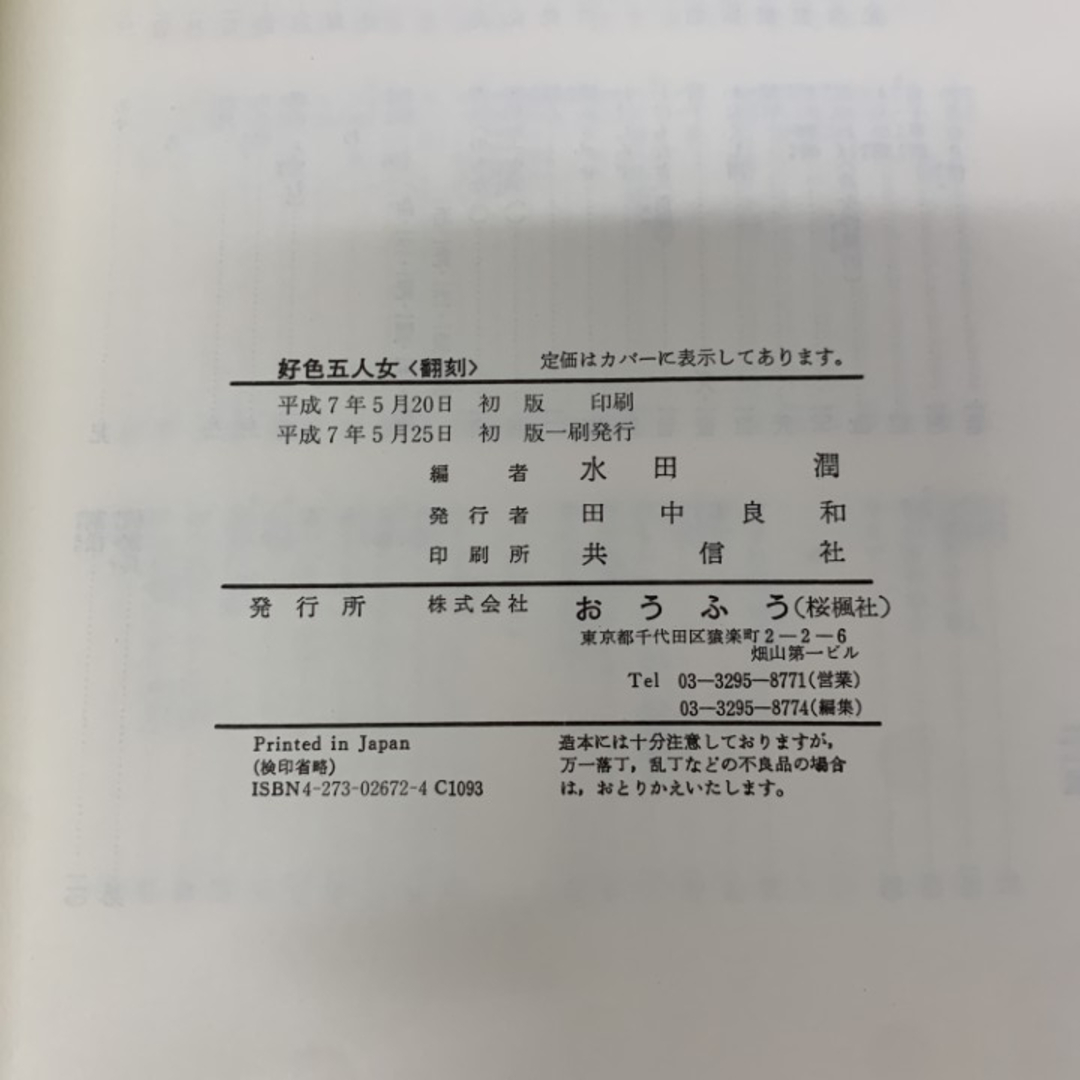 好色五人女〈翻刻〉 定価はカバーに表示してあります。
平成7年5月20日 初 版 印刷
平成7年5月25日 初 版一刷発行
編 者 水 田 潤
発 行 者 田 中 良 和
印 刷 所 共 信 社
発 行 所 株式会社 お う ふ う(桜楓社)
東京都千代田区猿楽町2―2―6
畑山第一ビル
Tel 03―3295―8771(営業)
03―3295―8774(編集)
Printed in Japan
(検印省略)
ISBN4-273-02672-4 C1093
造本には十分注意しておりますが,
万一落丁,乱丁などの不良品の場合
は,おとりかえいたします。